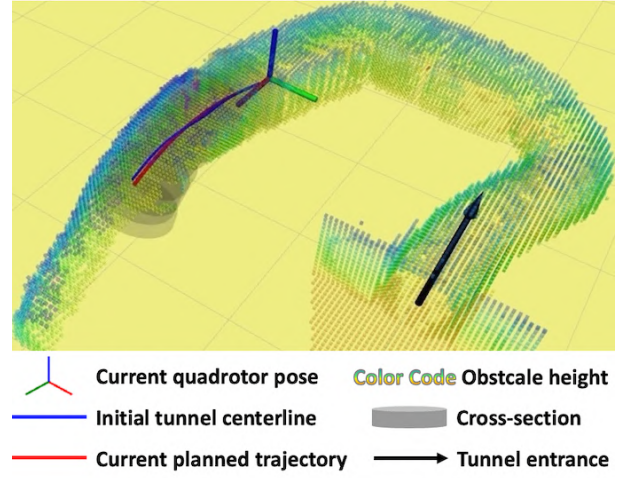 Current quadrotor pose
Color Code Obstcale height
Initial tunnel centerline
Cross-section
Current planned trajectory
Tunnel entrance